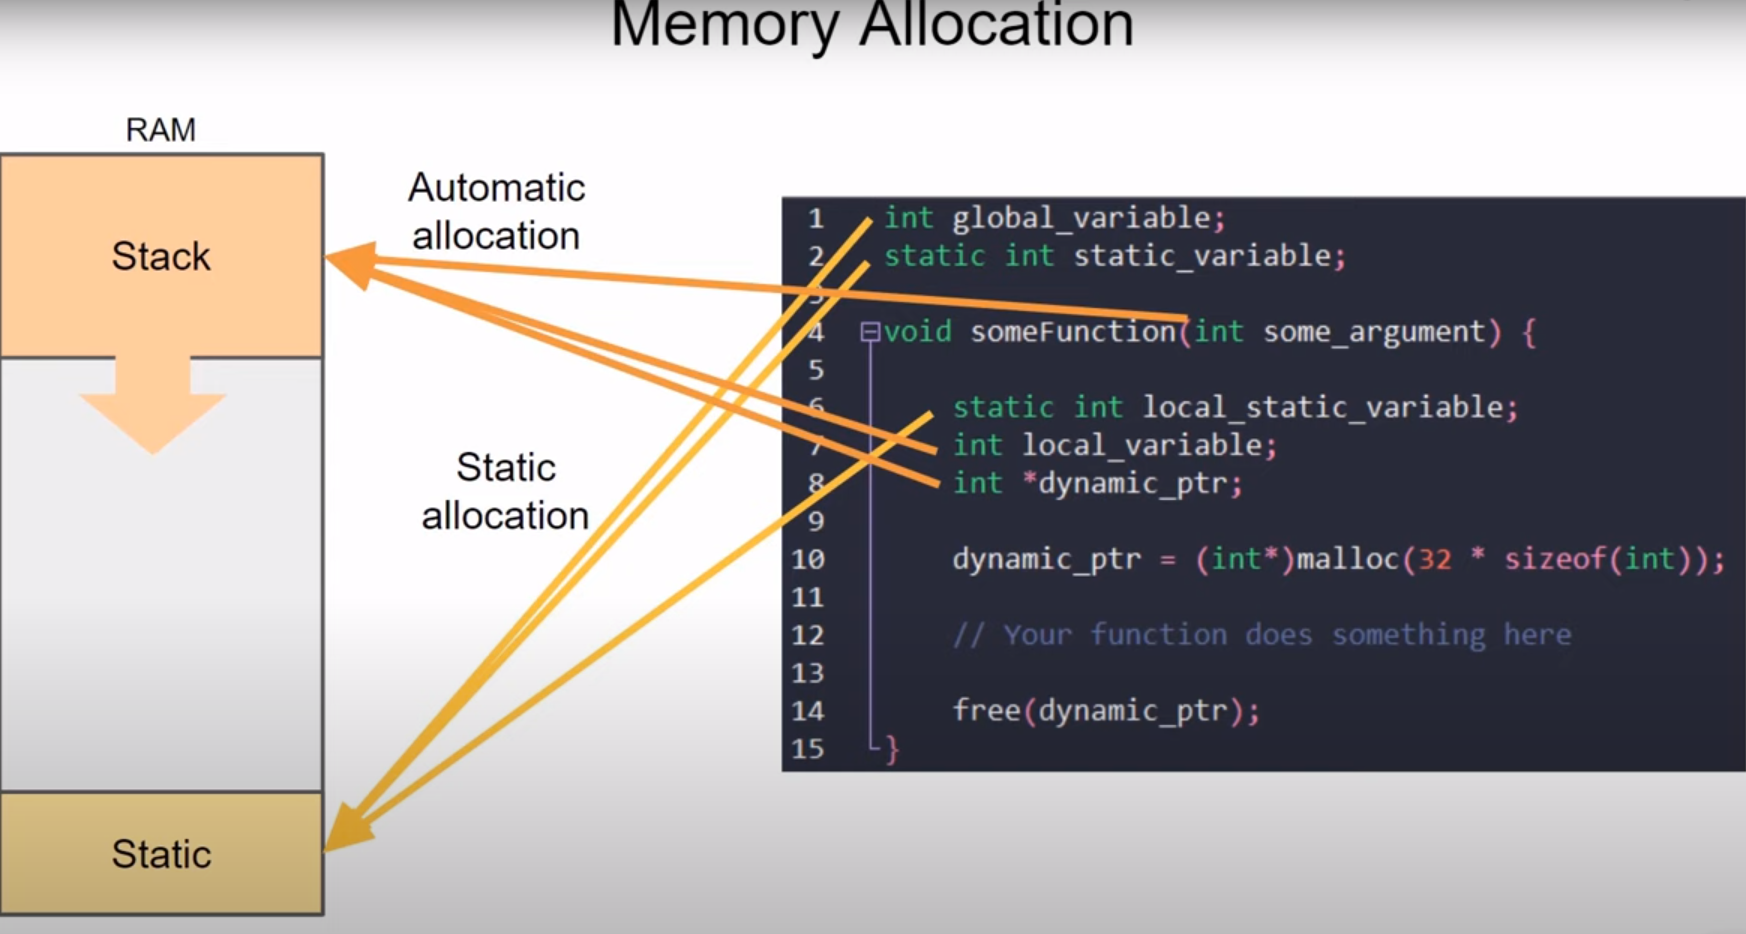 Memory Allocation
RAM
Stack
Automatic
allocation
Static
allocation
Static
1 int global_variable;
2 static int static_variable;
3
4 void someFunction(int some_argument) {
5
6 static int local_static_variable;
7 int local_variable;
8 int *dynamic_ptr;
9
10 dynamic_ptr = (int*)malloc(32 * sizeof(int));
11
12 // Your function does something here
13
14 free(dynamic_ptr);
15 }